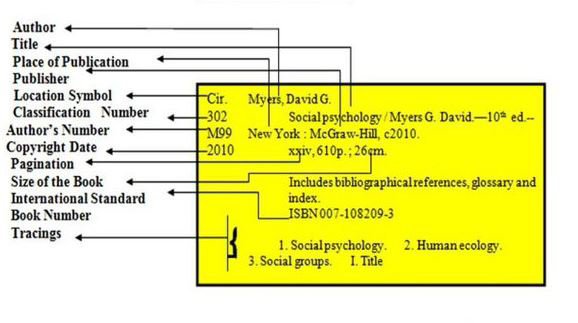 Author
Title
Place of Publication
Publisher
Location Symbol
Classification Number
Author's Number
Copyright Date
Pagination
Size of the Book
International Standard
Book Number
Tracings
Cir. Myers, David G.
302 Social psychology / Myers G. David.—10th ed.--
M99 New York : McGraw-Hill, c2010.
2010 xxiv, 610p. ; 26cm.
Includes bibliographical references, glossary and
index.
ISBN 007-108209-3
1. Social psychology. 2. Human ecology.
3. Social groups. I. Title